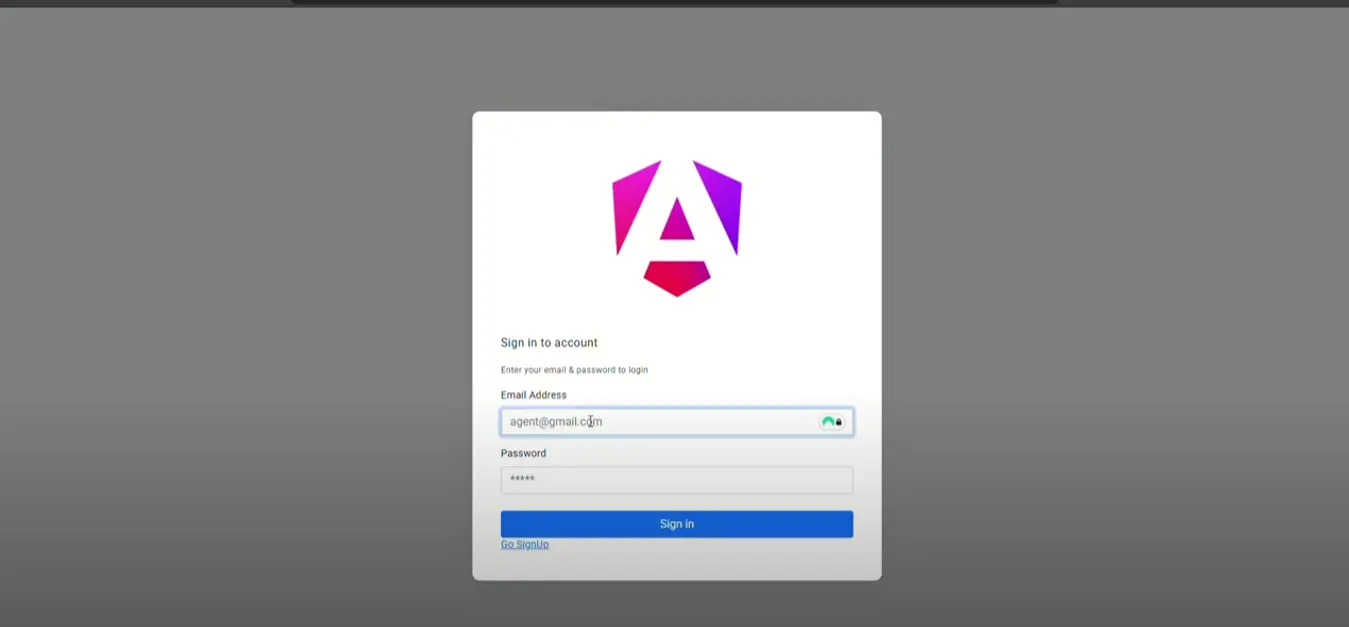 Sign in to account
Enter your email & password to login
Email Address
agent@gmail.com
Password
*****
Sign in
Go SignUp